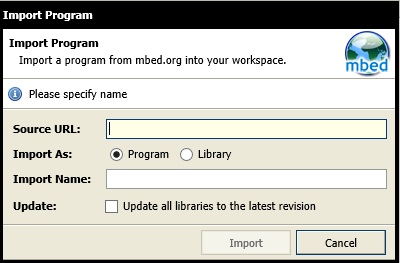 Import Program
Import Program
Import a program from mbed.org into your workspace.
mbed
Please specify name
Source URL:
Import As: Program Library
Import Name:
Update: Update all libraries to the latest revision
Import Cancel